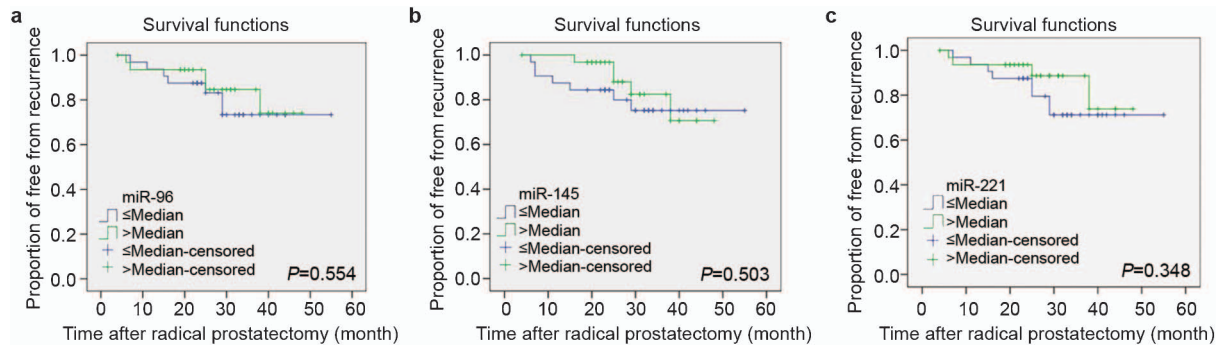 a
Survival functions
Proportion of free from recurrence
1.0
0.8
0.6
0.4
0.2
0.0
miR-96
≤Median
>Median
≤Median-censored
>Median-censored
P=0.554
0 10 20 30 40 50 60
Time after radical prostatectomy (month)
b
Survival functions
Proportion of free from recurrence
1.0
0.8
0.6
0.4
0.2
0.0
miR-145
≤Median
>Median
≤Median-censored
>Median-censored
P=0.503
0 10 20 30 40 50 60
Time after radical prostatectomy (month)
c
Survival functions
Proportion of free from recurrence
1.0
0.8
0.6
0.4
0.2
0.0
miR-221
≤Median
>Median
≤Median-censored
>Median-censored
P=0.348
0 10 20 30 40 50 60
Time after radical prostatectomy (month)